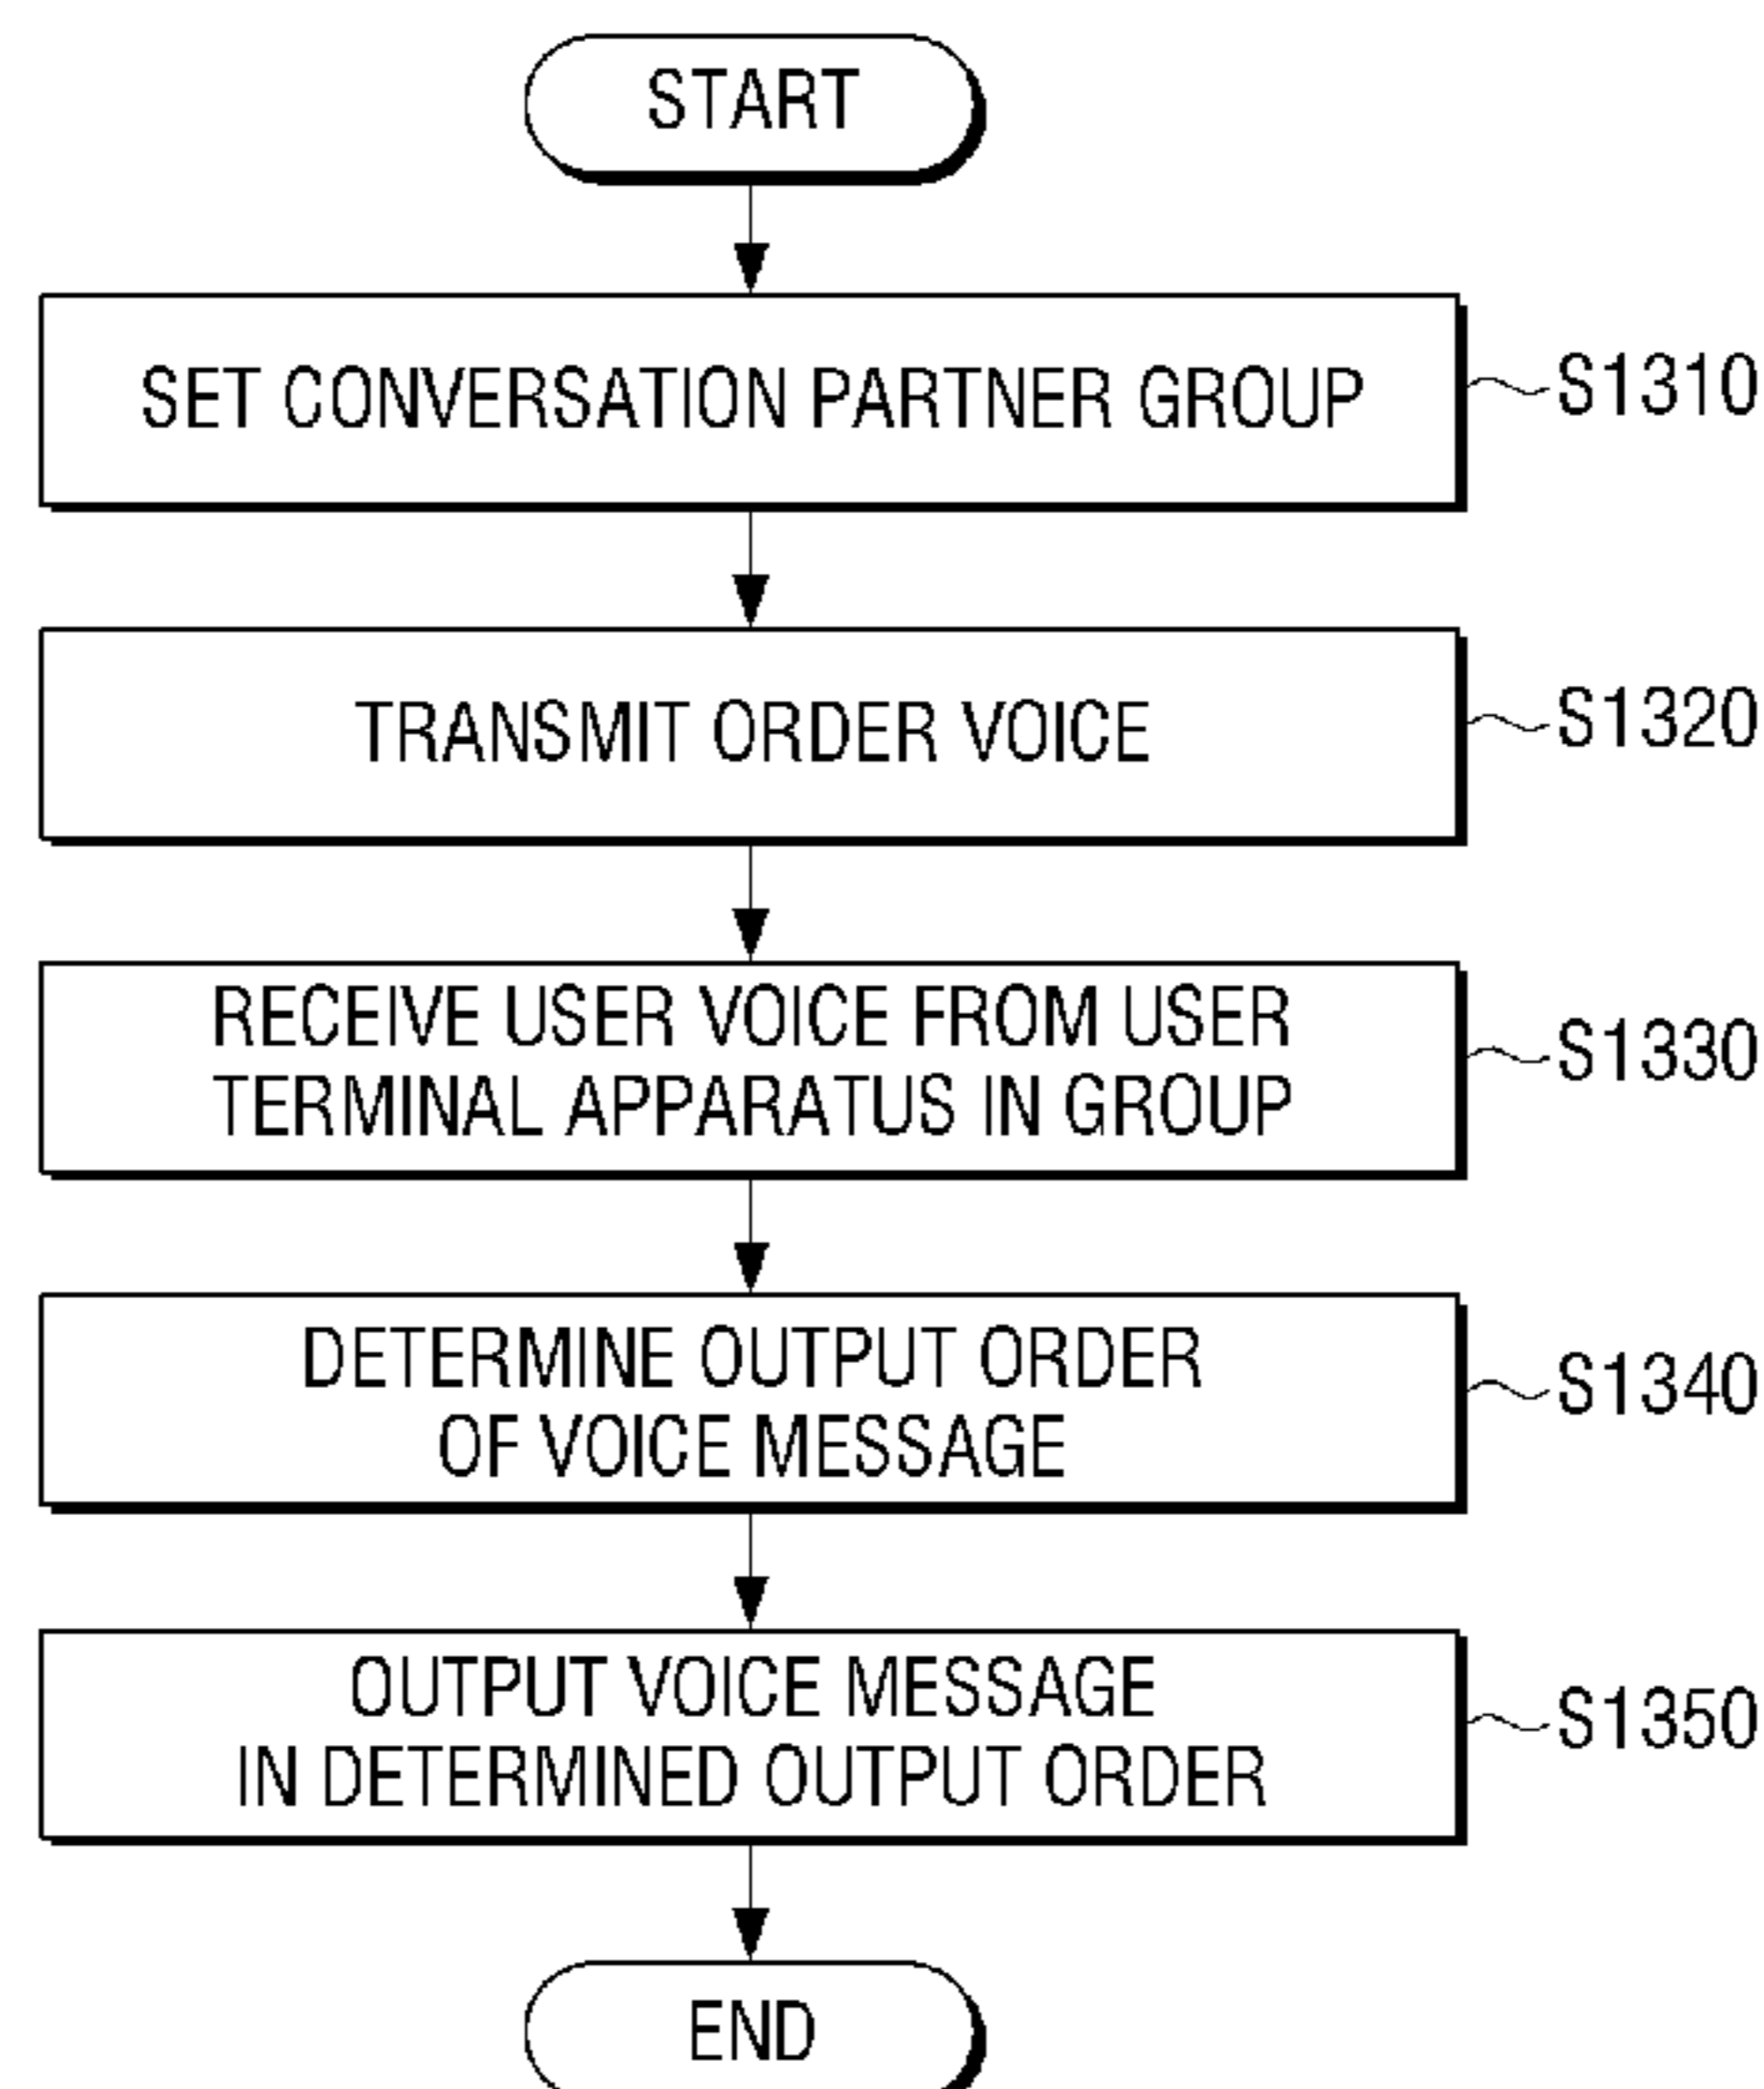 START
SET CONVERSATION PARTNER GROUP
S1310
TRANSMIT ORDER VOICE
S1320
RECEIVE USER VOICE FROM USER
TERMINAL APPARATUS IN GROUP
S1330
DETERMINE OUTPUT ORDER
OF VOICE MESSAGE
S1340
OUTPUT VOICE MESSAGE
IN DETERMINED OUTPUT ORDER
S1350
END